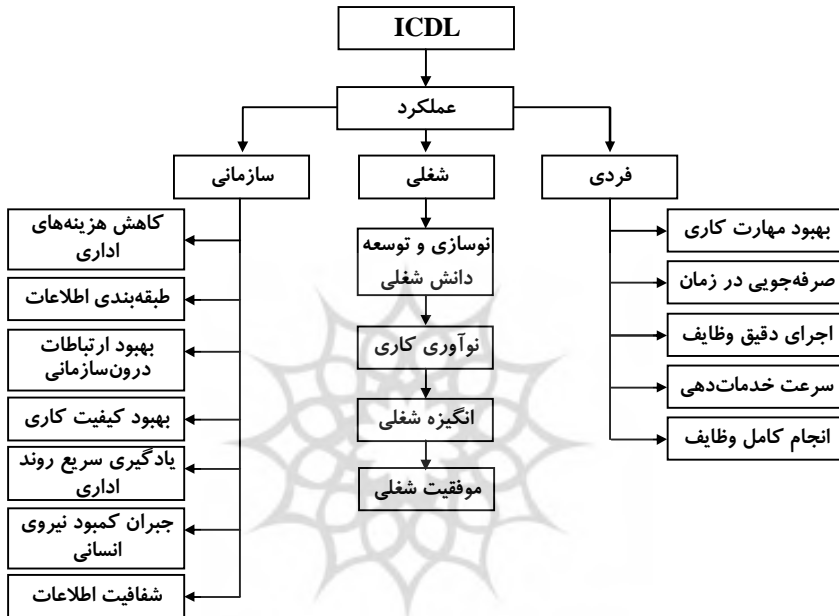 ICDL
عملکرد
فردی
بهبود مهارت کاری
صرفه‌جویی در زمان
اجرای دقیق وظایف
سرعت خدمات‌دهی
انجام کامل وظایف
شغلی
نوسازی و توسعه
دانش شغلی
نوآوری کاری
انگیزه شغلی
موفقیت شغلی
سازمانی
کاهش هزینه‌های
اداری
طبقه‌بندی اطلاعات
بهبود ارتباطات
درون‌سازمانی
بهبود کیفیت کاری
یادگیری سریع روند
اداری
جبران کمبود نیروی
انسانی
شفافیت اطلاعات